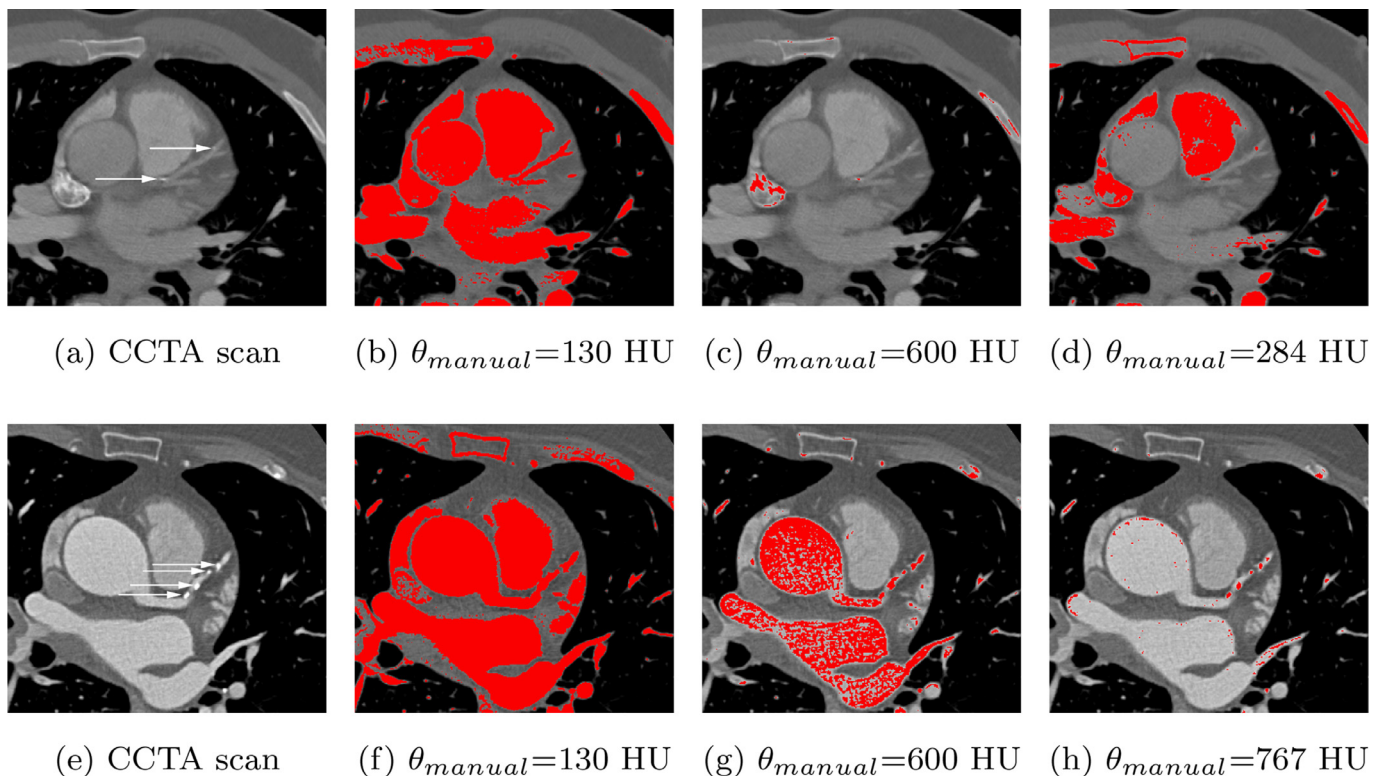 (a) CCTA scan (b) θmanual=130 HU (c) θmanual=600 HU (d) θmanual=284 HU
(e) CCTA scan (f) θmanual=130 HU (g) θmanual=600 HU (h) θmanual=767 HU